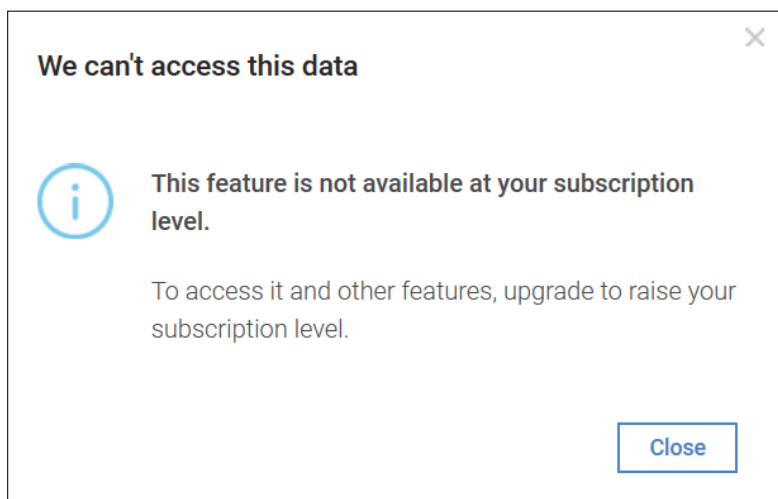 We can't access this data
This feature is not available at your subscription
level.
To access it and other features, upgrade to raise your
subscription level.
Close